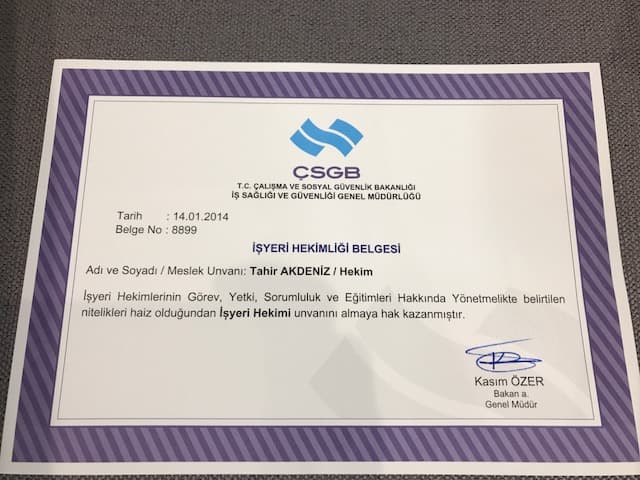 ÇSGB
T.C. ÇALIŞMA VE SOSYAL GÜVENLİK BAKANLIĞI
İŞ SAĞLIĞI VE GÜVENLİĞİ GENEL MÜDÜRLÜĞÜ
Tarih : 14.01.2014
Belge No : 8899
İŞYERİ HEKİMLİĞİ BELGESİ
Adı ve Soyadı / Meslek Unvanı: Tahir AKDENİZ / Hekim
İşyeri Hekimlerinin Görev, Yetki, Sorumluluk ve Eğitimleri Hakkında Yönetmelikte belirtilen
nitelikleri haiz olduğundan İşyeri Hekimi unvanını almaya hak kazanmıştır.
Kasım ÖZER
Bakan a.
Genel Müdür